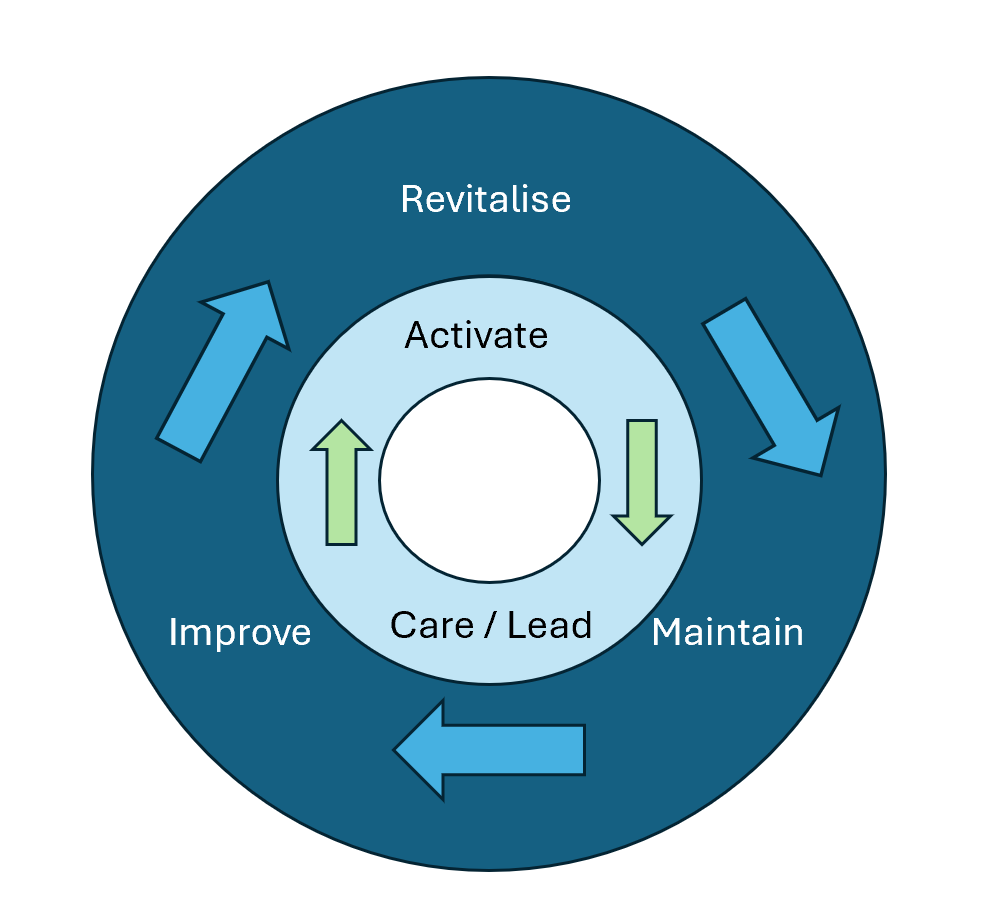 Revitalise
Activate
Improve
Care / Lead
Maintain